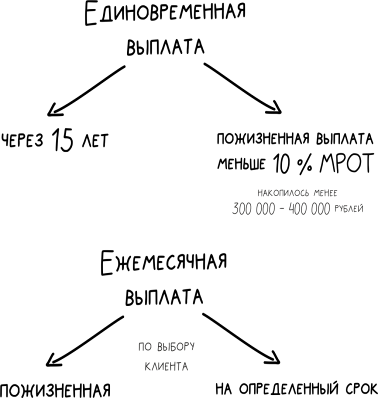 Единовременная
выплата
через 15 лет
пожизненная выплата
меньше 10 % МРОТ
накопилось менее
300 000 – 400 000 рублей
Ежемесячная
выплата
по выбору
клиента
пожизненная
на определенный срок